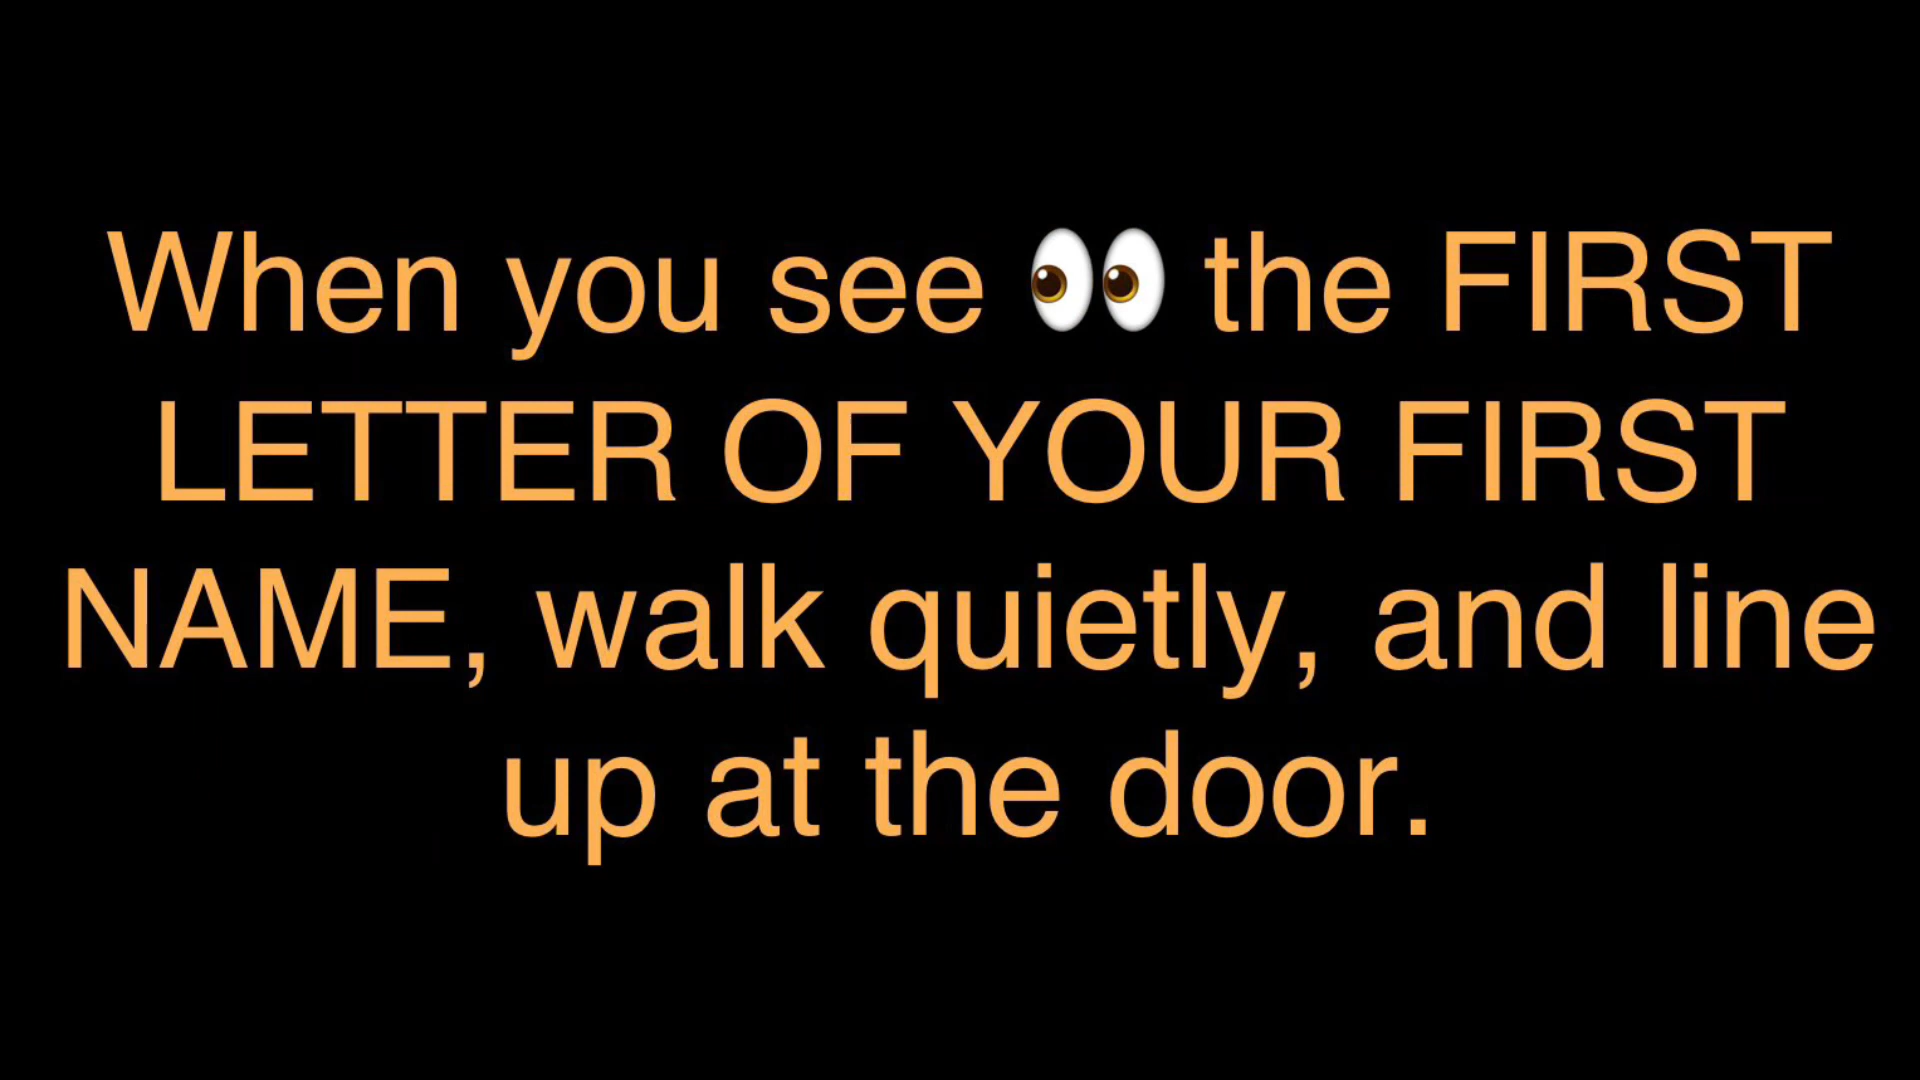 When you see 👀 the FIRST
LETTER OF YOUR FIRST
NAME, walk quietly, and line
up at the door.